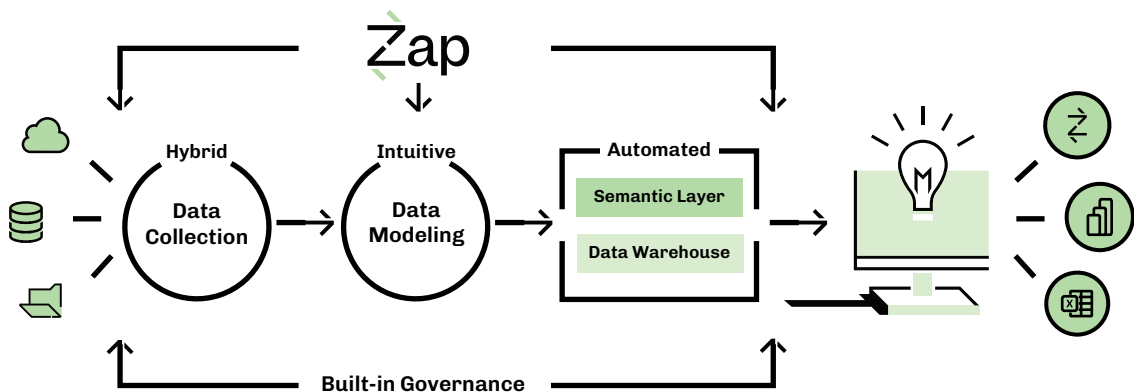 Zap
Hybrid
Data
Collection
Intuitive
Data
Modeling
Automated
Semantic Layer
Data Warehouse
X
Built-in Governance